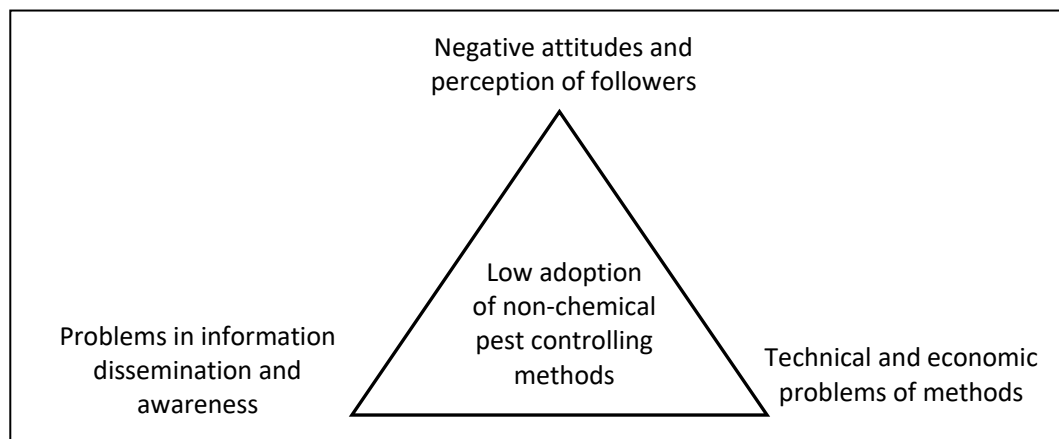 Negative attitudes and
perception of followers
Low adoption
of non-chemical
pest controlling
methods
Problems in information
dissemination and
awareness
Technical and economic
problems of methods